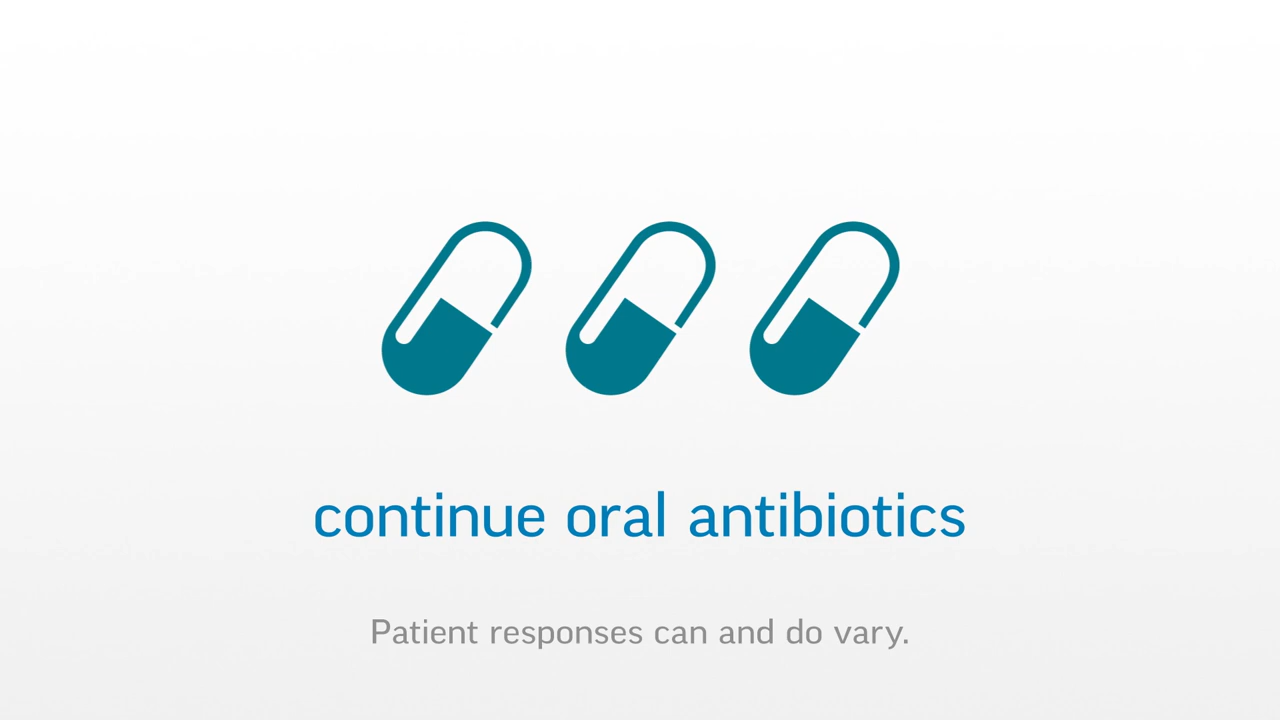 continue oral antibiotics
Patient responses can and do vary.